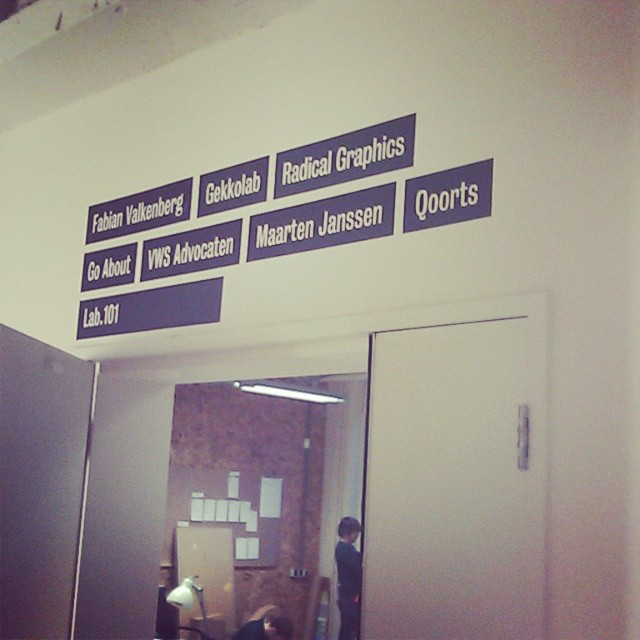 Fabian Valkenberg Gekkolab Radical Graphics
Go About VWS Advocaten Maarten Janssen Qoorts
Lab.101